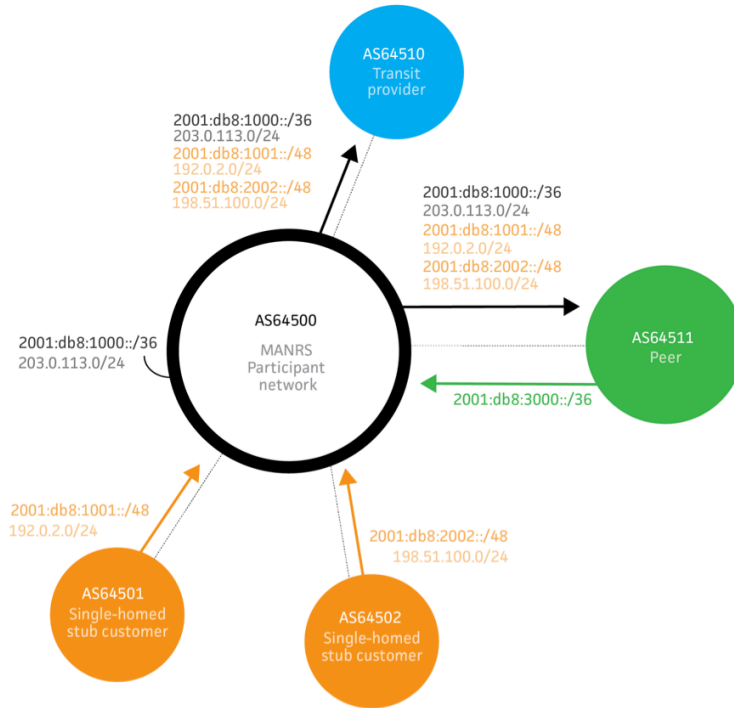 AS64510
Transit
provider
2001:db8:1000::/36
203.0.113.0/24
2001:db8:1001::/48
192.0.2.0/24
2001:db8:2002::/48
198.51.100.0/24
2001:db8:1000::/36
203.0.113.0/24
2001:db8:1001::/48
192.0.2.0/24
2001:db8:2002::/48
198.51.100.0/24
AS64500
MANRS
Participant
network
2001:db8:1000::/36
203.0.113.0/24
AS64511
Peer
2001:db8:3000::/36
2001:db8:1001::/48
192.0.2.0/24
2001:db8:2002::/48
198.51.100.0/24
AS64501
Single-homed
stub customer
AS64502
Single-homed
stub customer